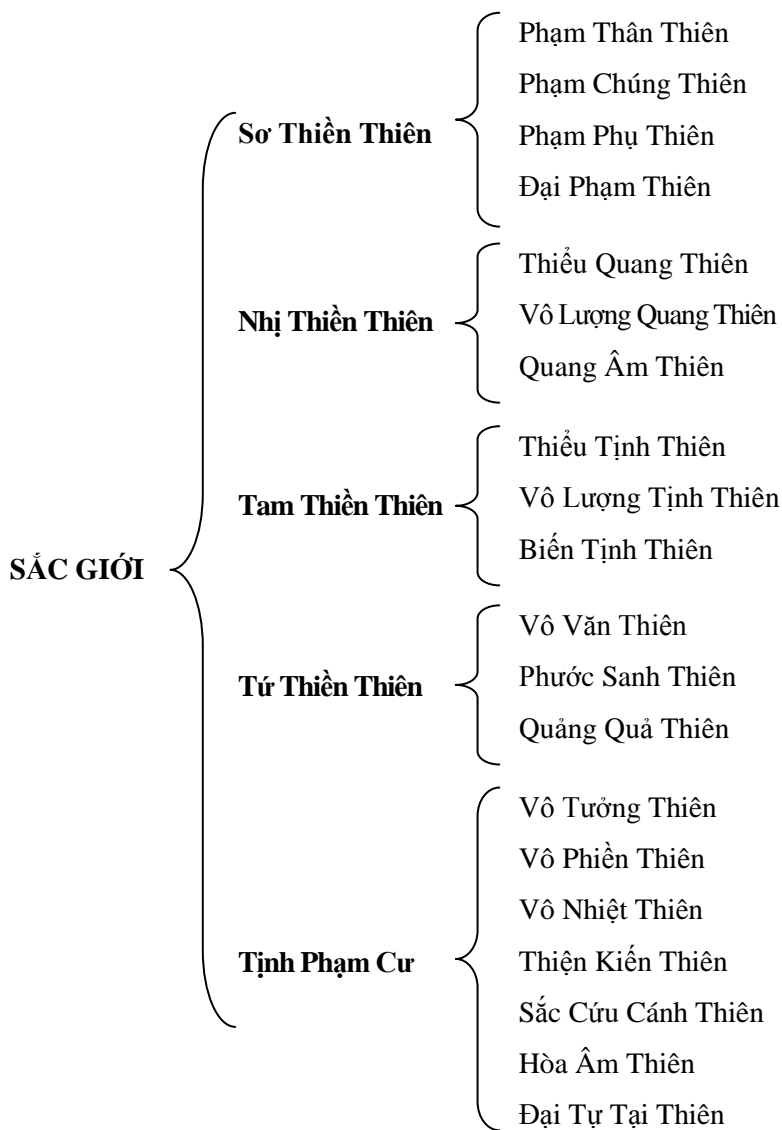 SẮC GIỚI
Sơ Thiền Thiên
Phạm Thân Thiên
Phạm Chúng Thiên
Phạm Phụ Thiên
Đại Phạm Thiên
Nhị Thiền Thiên
Thiểu Quang Thiên
Vô Lượng Quang Thiên
Quang Âm Thiên
Tam Thiền Thiên
Thiểu Tịnh Thiên
Vô Lượng Tịnh Thiên
Biến Tịnh Thiên
Tứ Thiền Thiên
Vô Văn Thiên
Phước Sanh Thiên
Quảng Quả Thiên
Tịnh Phạm Cư
Vô Tưởng Thiên
Vô Phiền Thiên
Vô Nhiệt Thiên
Thiện Kiến Thiên
Sắc Cứu Cánh Thiên
Hòa Âm Thiên
Đại Tự Tại Thiên